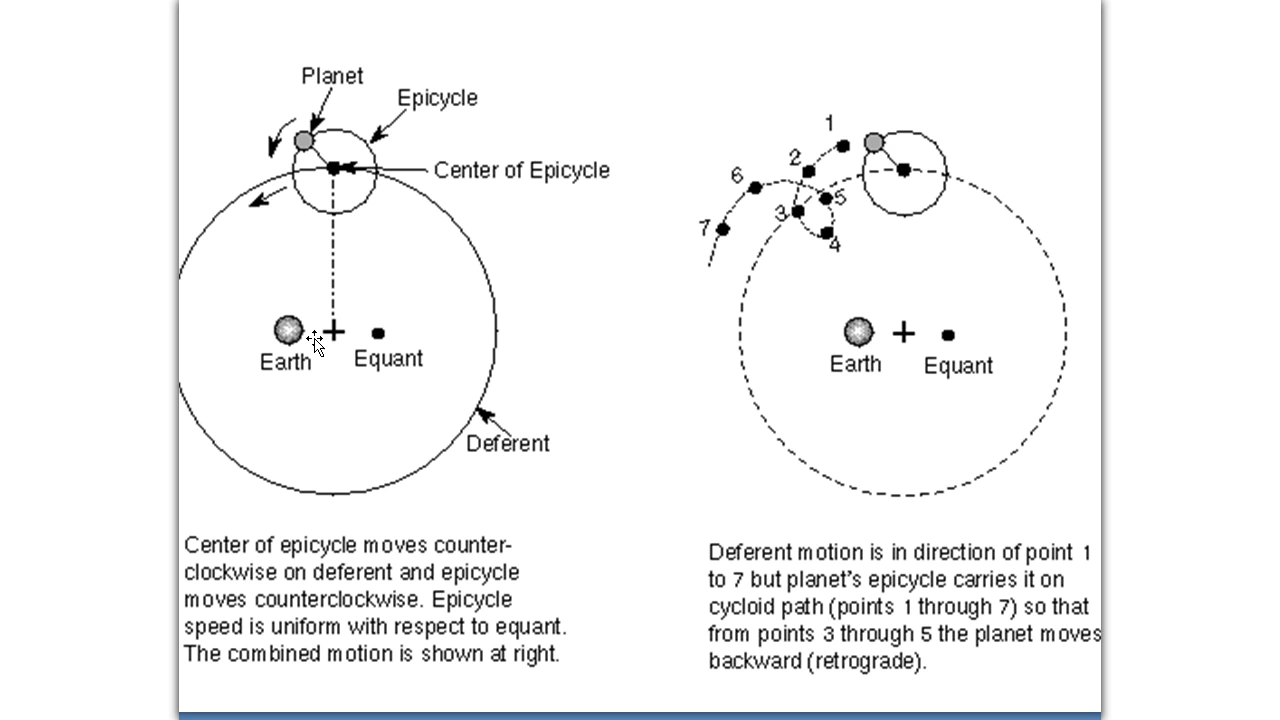 Planet
Epicycle
Center of Epicycle
Earth
Equant
Deferent
1
2
6
5
3
7
4
Earth
Equant
Center of epicycle moves counter-
clockwise on deferent and epicycle
moves counterclockwise. Epicycle
speed is uniform with respect to equant.
The combined motion is shown at right.
Deferent motion is in direction of point 1
to 7 but planet's epicycle carries it on
cycloid path (points 1 through 7) so that
from points 3 through 5 the planet moves
backward (retrograde).